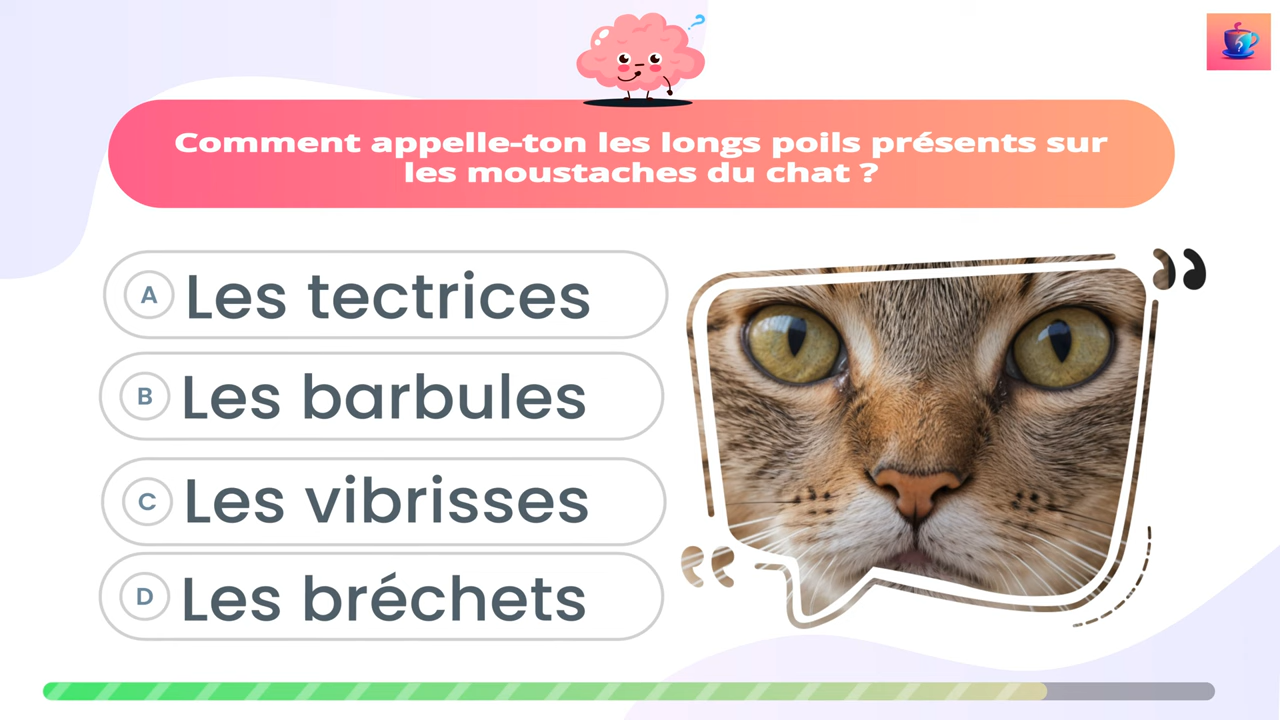 Comment appelle-ton les longs poils présents sur
les moustaches du chat ?
A Les tectrices
B Les barbules
C Les vibrisses
D Les bréchets